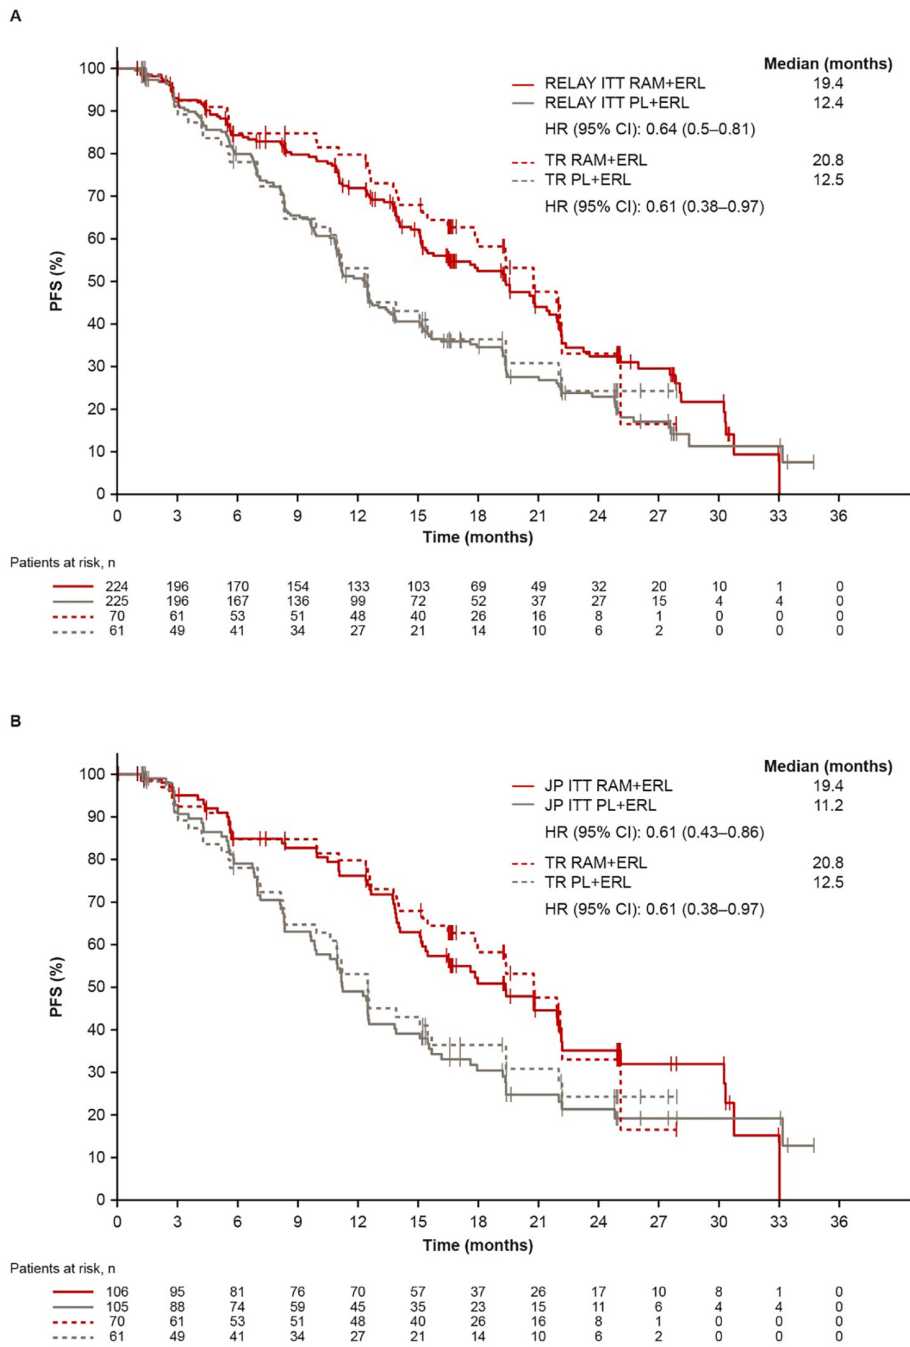 A
Median (months)
RELAY ITT RAM+ERL 19.4
RELAY ITT PL+ERL 12.4
HR (95% CI): 0.64 (0.5–0.81)
TR RAM+ERL 20.8
TR PL+ERL 12.5
HR (95% CI): 0.61 (0.38–0.97)
PFS (%)
100
90
80
70
60
50
40
30
20
10
0
0 3 6 9 12 15 18 21 24 27 30 33 36
Time (months)
Patients at risk, n
224 196 170 154 133 103 69 49 32 20 10 1 0
225 196 167 136 99 72 52 37 27 15 4 4 0
70 61 53 51 48 40 26 16 8 1 0 0 0
61 49 41 34 27 21 14 10 6 2 0 0 0
B
Median (months)
JP ITT RAM+ERL 19.4
JP ITT PL+ERL 11.2
HR (95% CI): 0.61 (0.43–0.86)
TR RAM+ERL 20.8
TR PL+ERL 12.5
HR (95% CI): 0.61 (0.38–0.97)
PFS (%)
100
90
80
70
60
50
40
30
20
10
0
0 3 6 9 12 15 18 21 24 27 30 33 36
Time (months)
Patients at risk, n
106 95 81 76 70 57 37 26 17 10 8 1 0
105 88 74 59 45 35 23 15 11 6 4 4 0
70 61 53 51 48 40 26 16 8 1 0 0 0
61 49 41 34 27 21 14 10 6 2 0 0 0